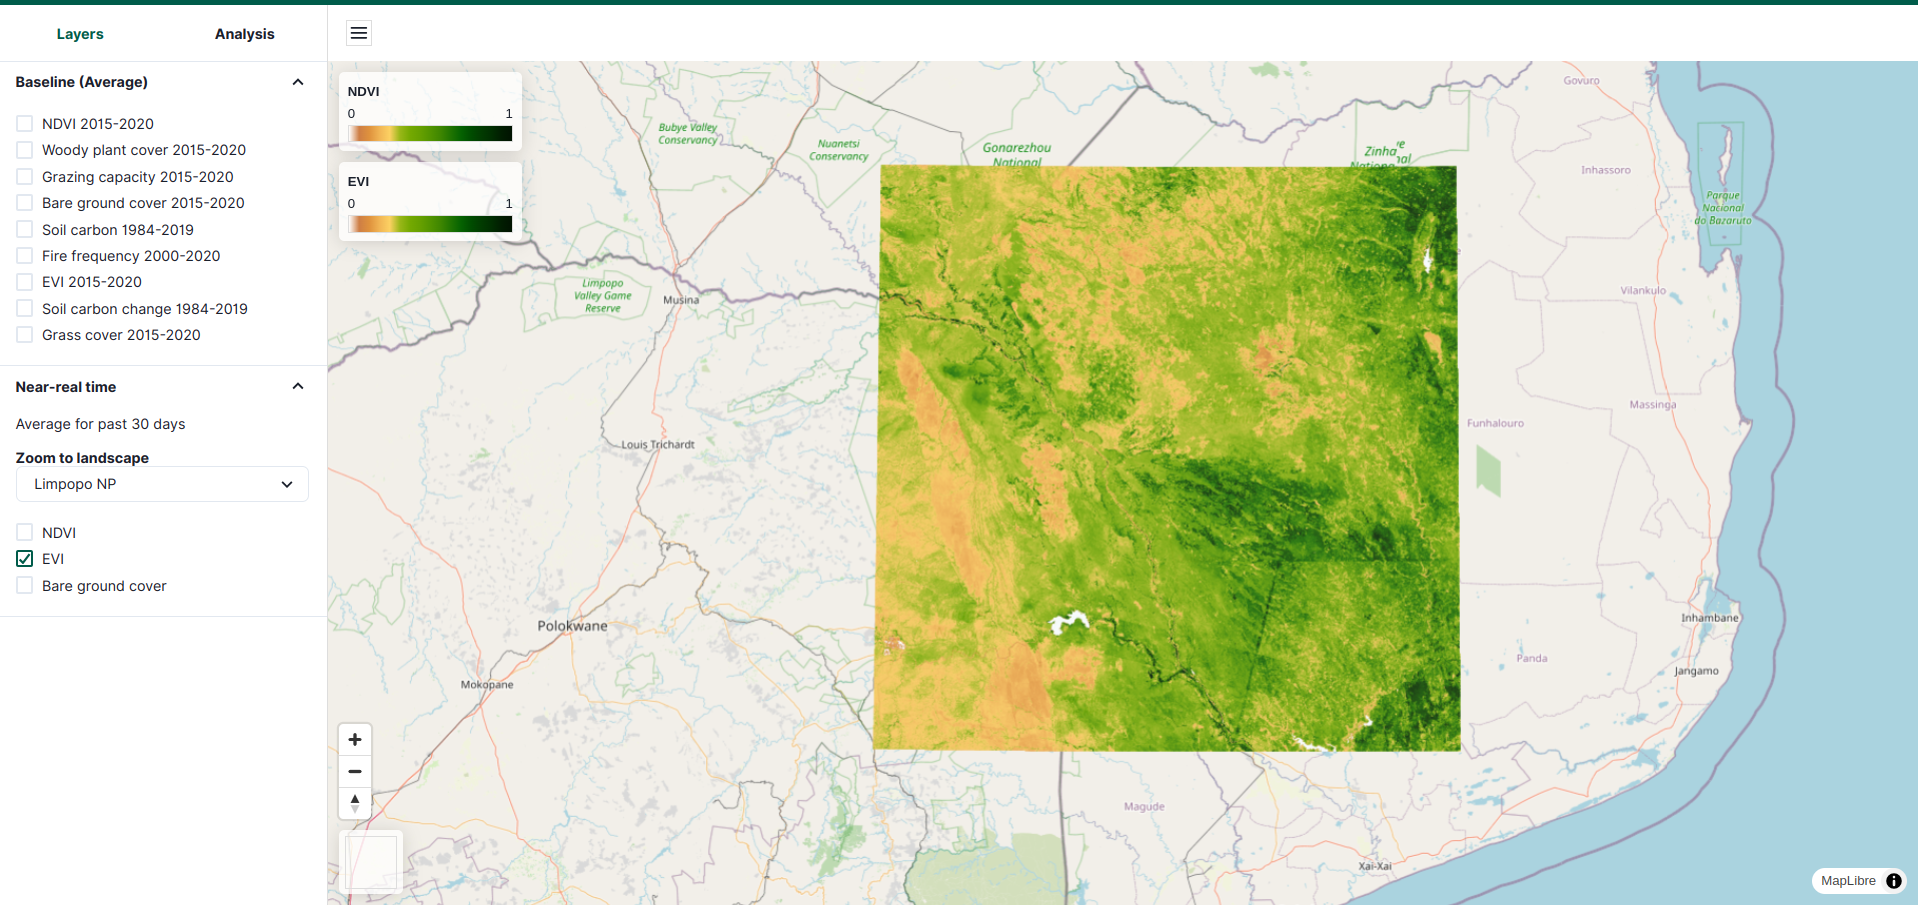 Layers
Analysis
Baseline (Average)
NDVI 2015-2020
Woody plant cover 2015-2020
Grazing capacity 2015-2020
Bare ground cover 2015-2020
Soil carbon 1984-2019
Fire frequency 2000-2020
EVI 2015-2020
Soil carbon change 1984-2019
Grass cover 2015-2020
Near-real time
Average for past 30 days
Zoom to landscape
Limpopo NP
NDVI
EVI
Bare ground cover
NDVI
0 1
EVI
0 1
Bubye Valley
Conservancy
Nuanetsi
Conservancy
Gonarezhou
National
Zinha
National
Govuro
Inhassoro
Parque
Nacional
do Bazaruto
Vilankulo
Limpopo
Valley Game
Reserve
Musina
Louis Trichardt
Massinga
Funhalouro
Polokwane
Inhambane
Panda
Jangamo
Mokopane
Magude
Xai-Xai
MapLibre